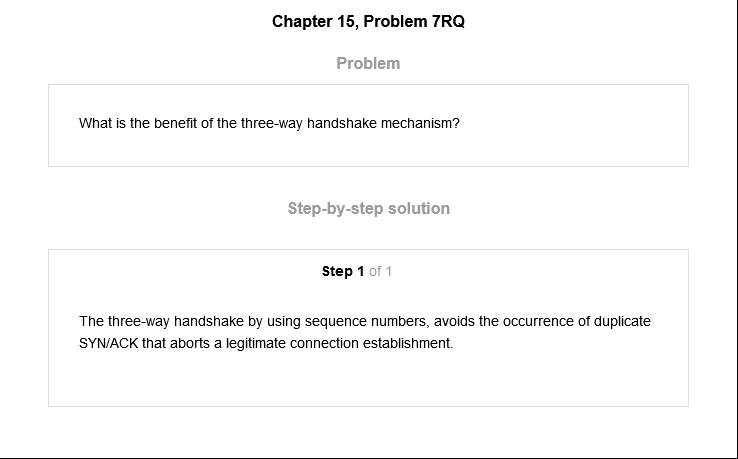 Chapter 15, Problem 7RQ
Problem
What is the benefit of the three-way handshake mechanism?
Step-by-step solution
Step 1 of 1
The three-way handshake by using sequence numbers, avoids the occurrence of duplicate
SYN/ACK that aborts a legitimate connection establishment.